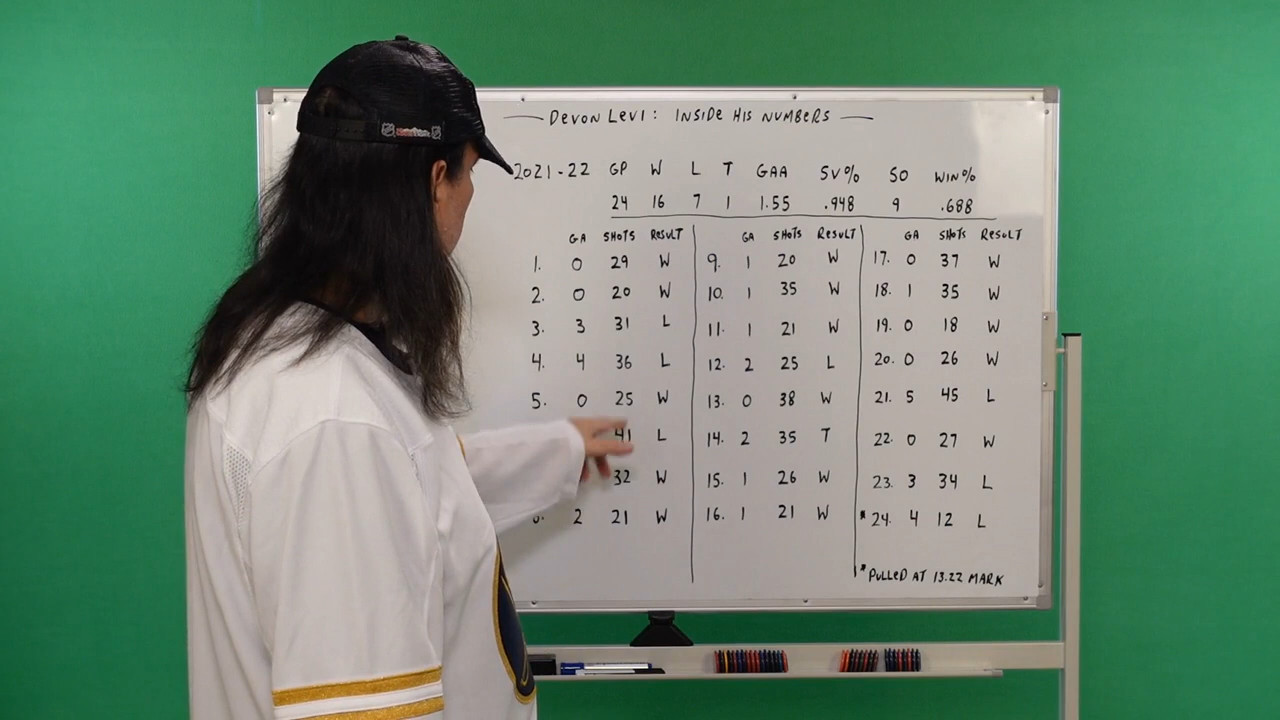 DEVON LEVI: INSIDE HIS NUMBERS
2021-22 GP W L T GAA SV% SO WIN%
24 16 7 1 1.55 .948 9 .688
GA SHOTS RESULT GA SHOTS RESULT GA SHOTS RESULT
1. 0 29 W 9. 1 20 W 17. 0 37 W
2. 0 20 W 10. 1 35 W 18. 1 35 W
3. 3 31 L 11. 1 21 W 19. 0 18 W
4. 4 36 L 12. 2 25 L 20. 0 26 W
5. 0 25 W 13. 0 38 W 21. 5 45 L
41 L 14. 2 35 T 22. 0 27 W
32 W 15. 1 26 W 23. 3 34 L
2 21 W 16. 1 21 W *24. 4 12 L
*PULLED AT 13.22 MARK